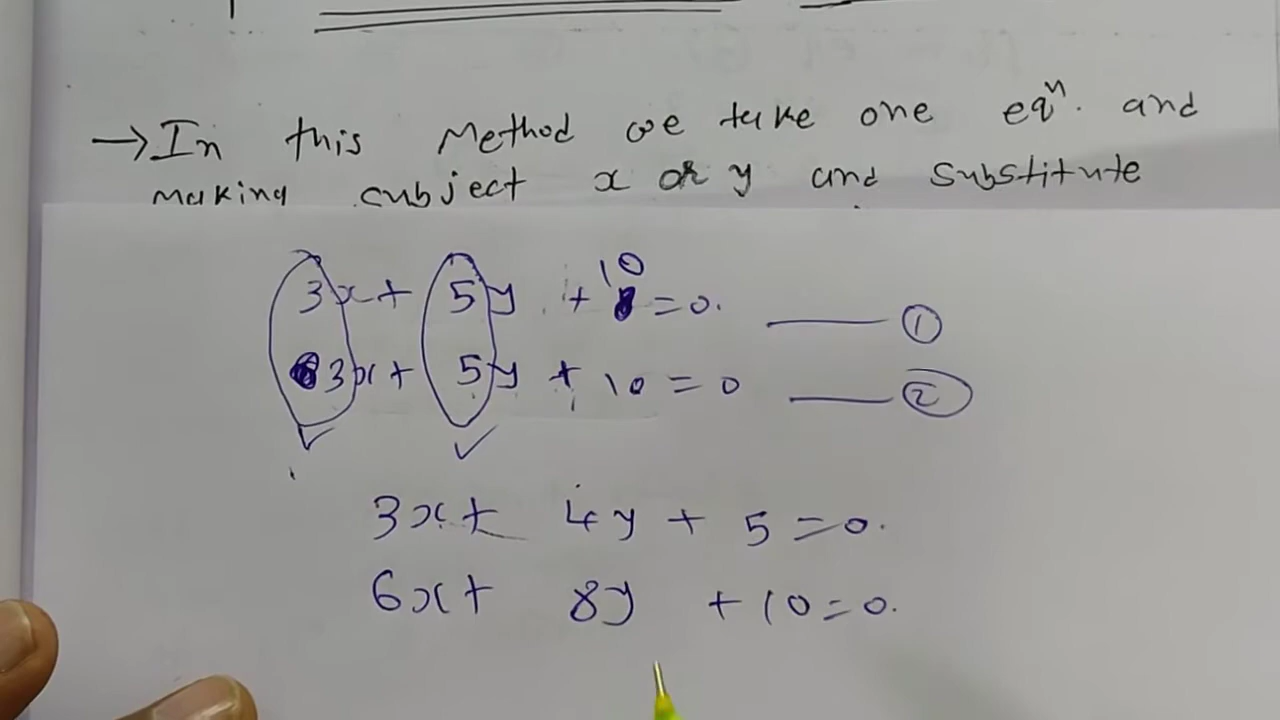 → In this Method we take one eqⁿ. and
making subject x or y and substitute
3x + 5y + 10 = 0. —— ①
3x + 5y + 10 = 0 —— ②
3x + 4y + 5 = 0.
6x + 8y + 10 = 0.